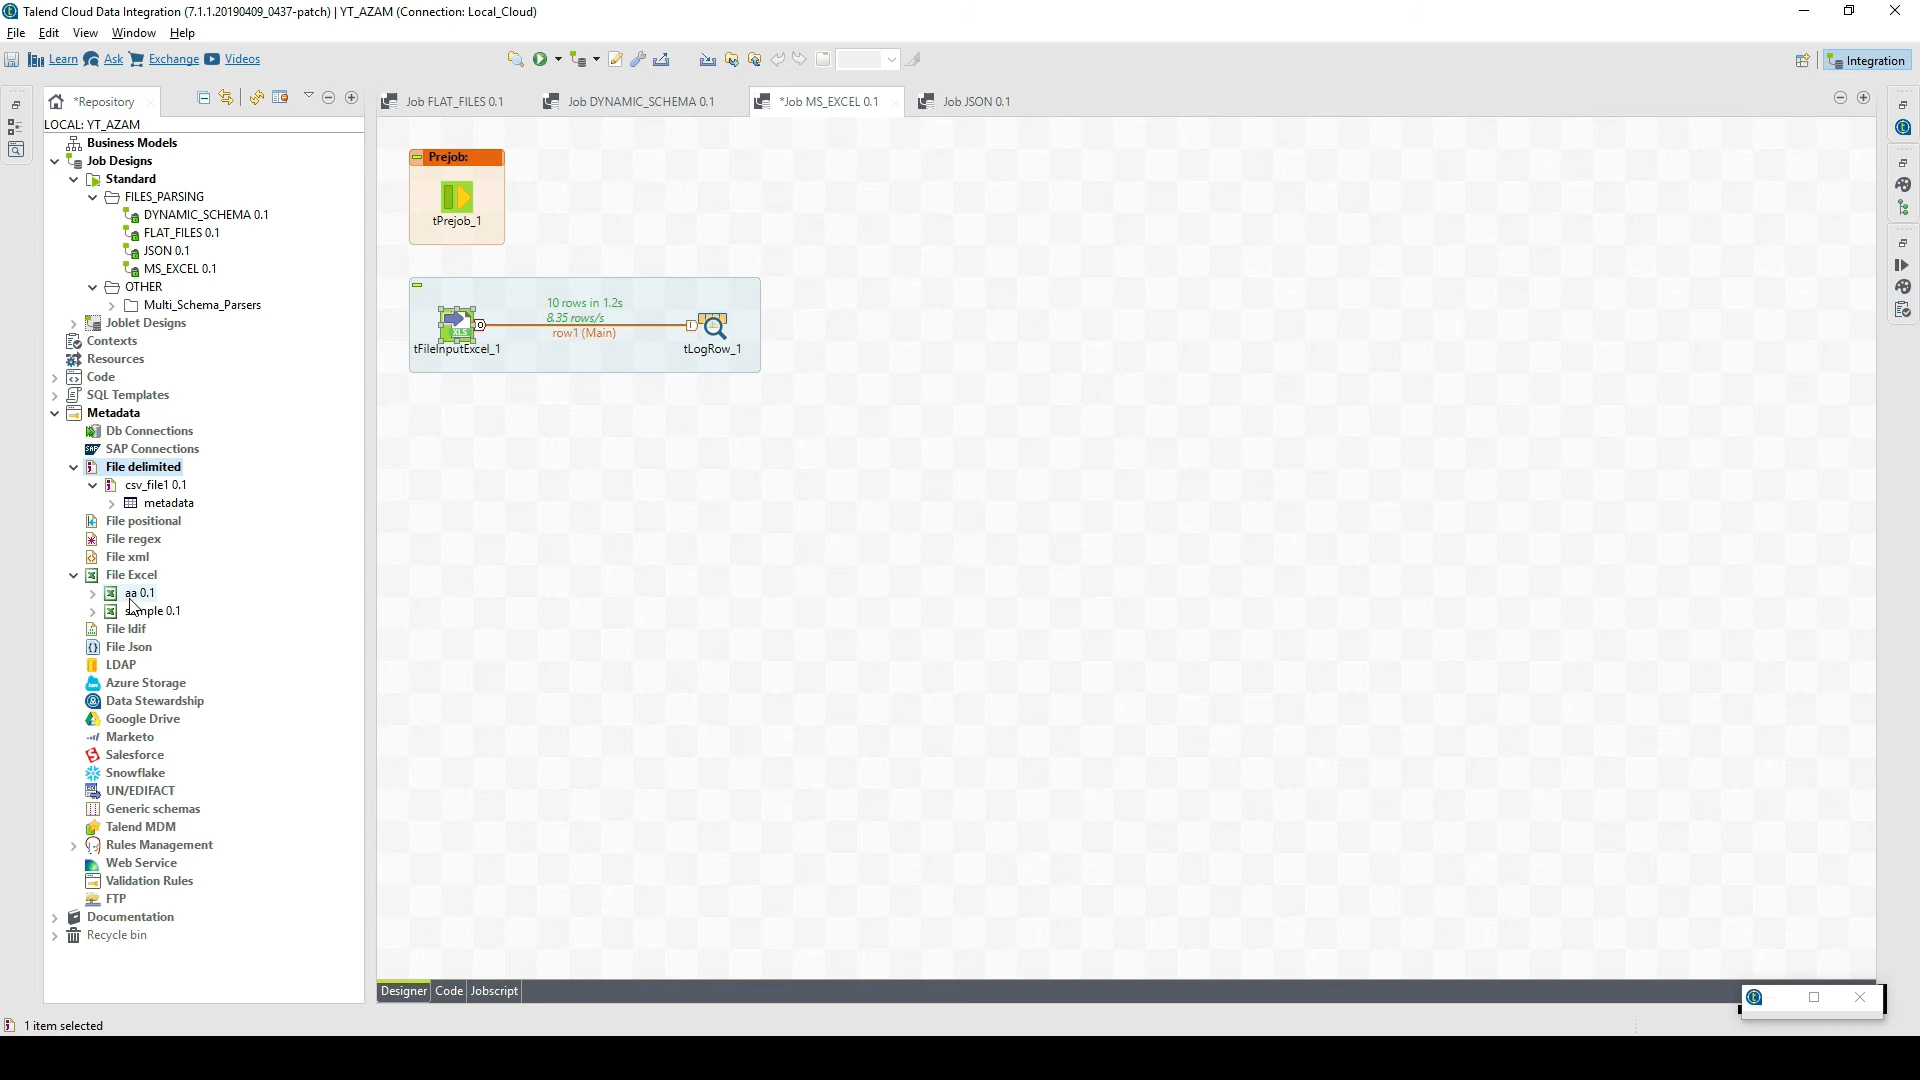 Talend Cloud Data Integration (7.1.1.20190409_0437-patch) | YT_AZAM (Connection: Local_Cloud)
File Edit View Window Help
Learn Ask Exchange Videos
Integration
*Repository
Job FLAT_FILES 0.1
Job DYNAMIC_SCHEMA 0.1
*Job MS_EXCEL 0.1
Job JSON 0.1
LOCAL: YT_AZAM
Business Models
Job Designs
Standard
FILES_PARSING
DYNAMIC_SCHEMA 0.1
FLAT_FILES 0.1
JSON 0.1
MS_EXCEL 0.1
OTHER
Multi_Schema_Parsers
Joblet Designs
Contexts
Resources
Code
SQL Templates
Metadata
Db Connections
SAP Connections
File delimited
csv_file1 0.1
metadata
File positional
File regex
File xml
File Excel
aa 0.1
sample 0.1
File ldif
File Json
LDAP
Azure Storage
Data Stewardship
Google Drive
Marketo
Salesforce
Snowflake
UN/EDIFACT
Generic schemas
Talend MDM
Rules Management
Web Service
Validation Rules
FTP
Documentation
Recycle bin
Prejob:
tPrejob_1
10 rows in 1.2s
8.35 rows/s
row1 (Main)
tFileInputExcel_1
tLogRow_1
Designer Code Jobscript
1 item selected